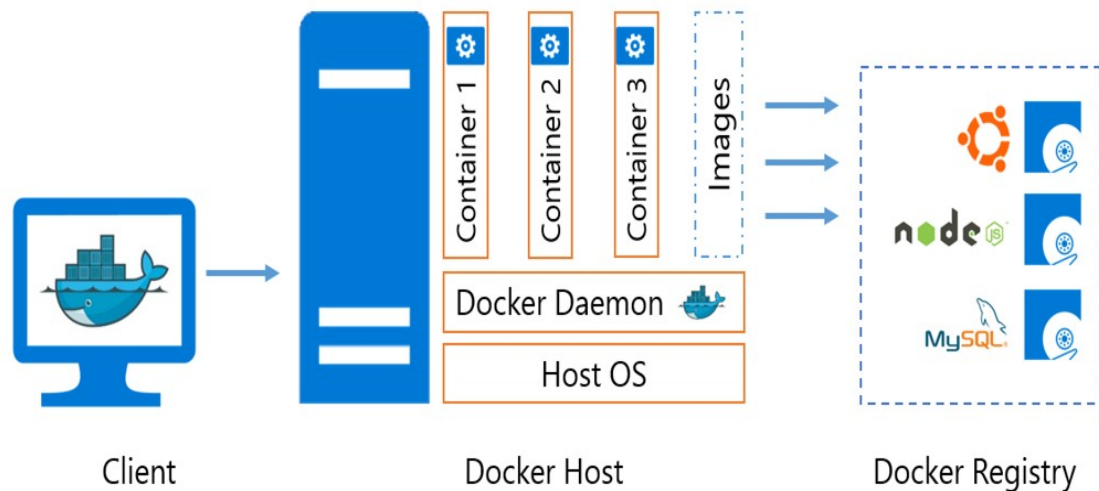 Container 1
Container 2
Container 3
Images
Docker Daemon
Host OS
node
JS
MySQL
Client
Docker Host
Docker Registry